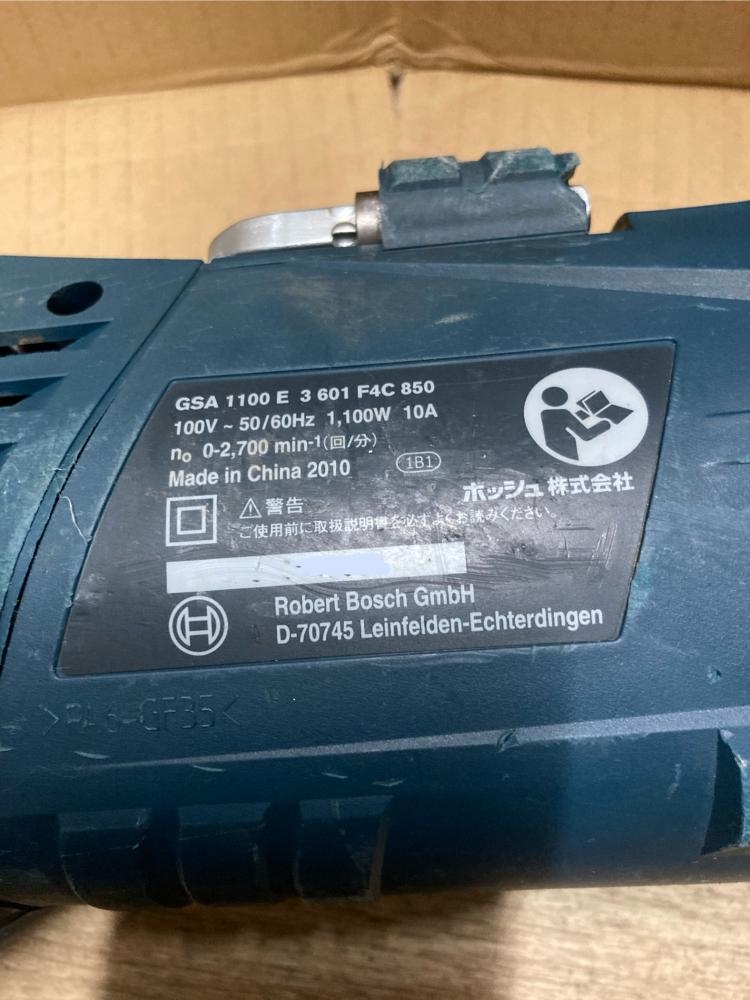 GSA 1100 E 3 601 F4C 850
100V ~ 50/60Hz 1,100W 10A
n₀ 0-2,700 min-¹(回/分)
Made in China 2010
1B1
ボッシュ株式会社
警告
ご使用前に取扱説明書を必ずよくお読みください。
Robert Bosch GmbH
D-70745 Leinfelden-Echterdingen
>PA6-GF35<